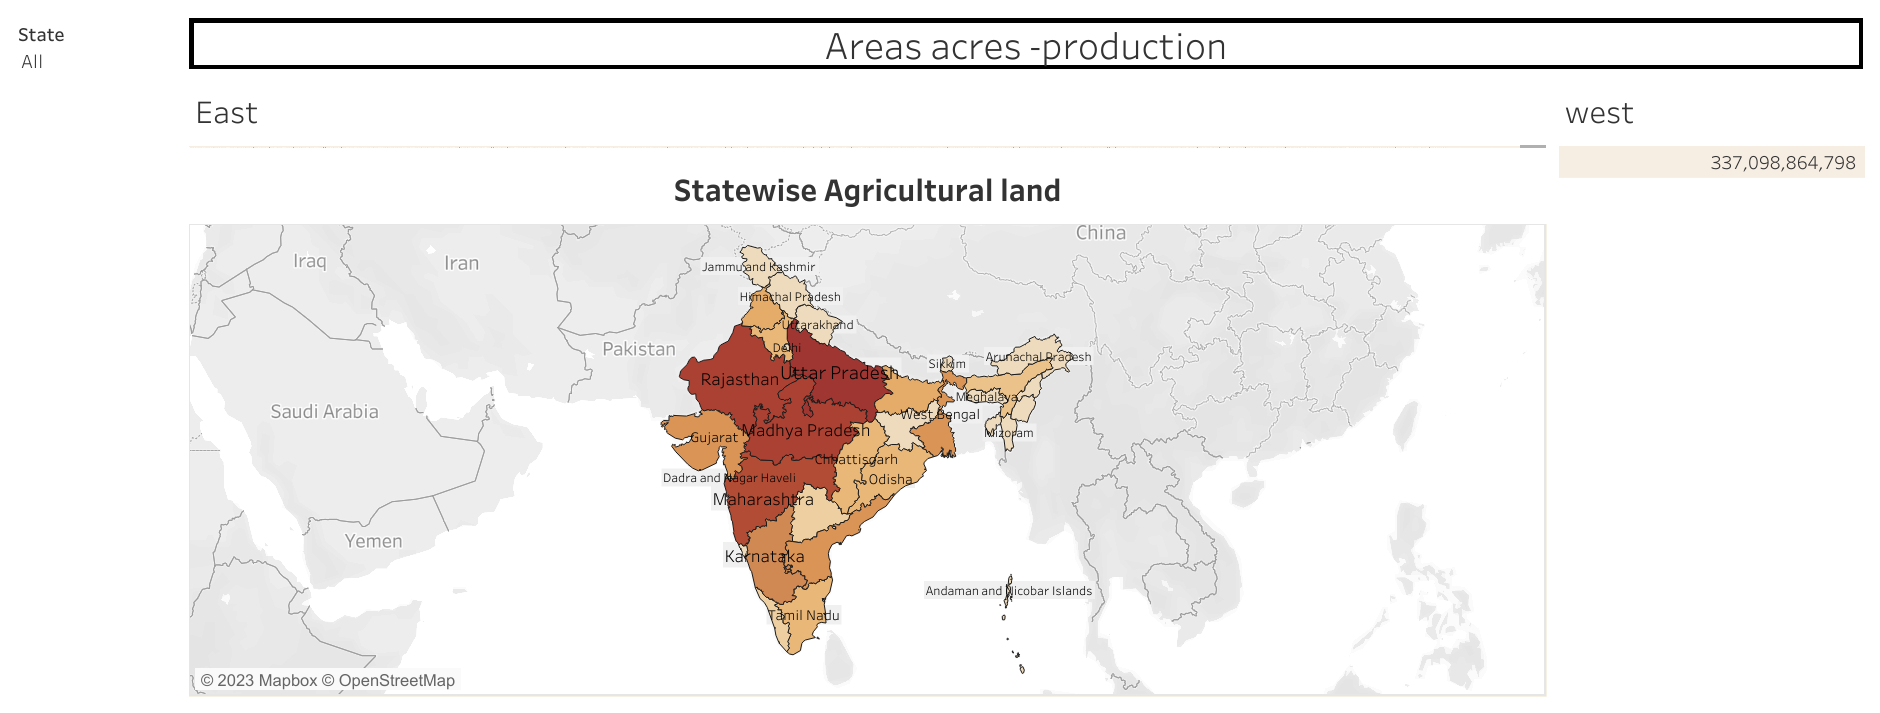 State
All
Areas acres -production
East
west
337,098,864,798
Statewise Agricultural land
China
Iraq
Iran
Jammu and Kashmir
Himachal Pradesh
Uttarakhand
Pakistan
Delhi
Arunachal Pradesh
Sikkim
Rajasthan
Uttar Pradesh
Meghalaya
Saudi Arabia
West Bengal
Madhya Pradesh
Mizoram
Gujarat
Chhattisgarh
Dadra and Nagar Haveli
Odisha
Maharashtra
Yemen
Karnataka
Andaman and Nicobar Islands
Tamil Nadu
© 2023 Mapbox © OpenStreetMap